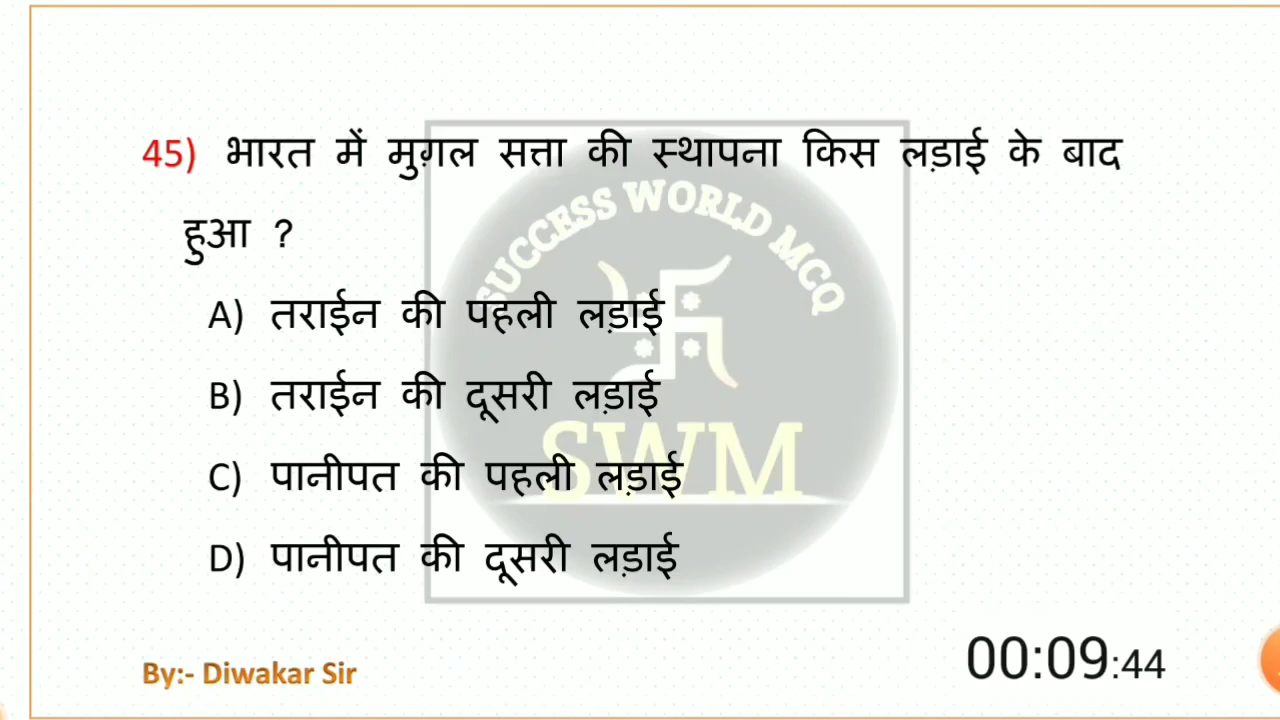 45) भारत में मुग़ल सत्ता की स्थापना किस लड़ाई के बाद
हुआ ?
A) तराईन की पहली लड़ाई
B) तराईन की दूसरी लड़ाई
C) पानीपत की पहली लड़ाई
D) पानीपत की दूसरी लड़ाई
SUCCESS WORLD MCQ
SWM
By:- Diwakar Sir
00:09:44